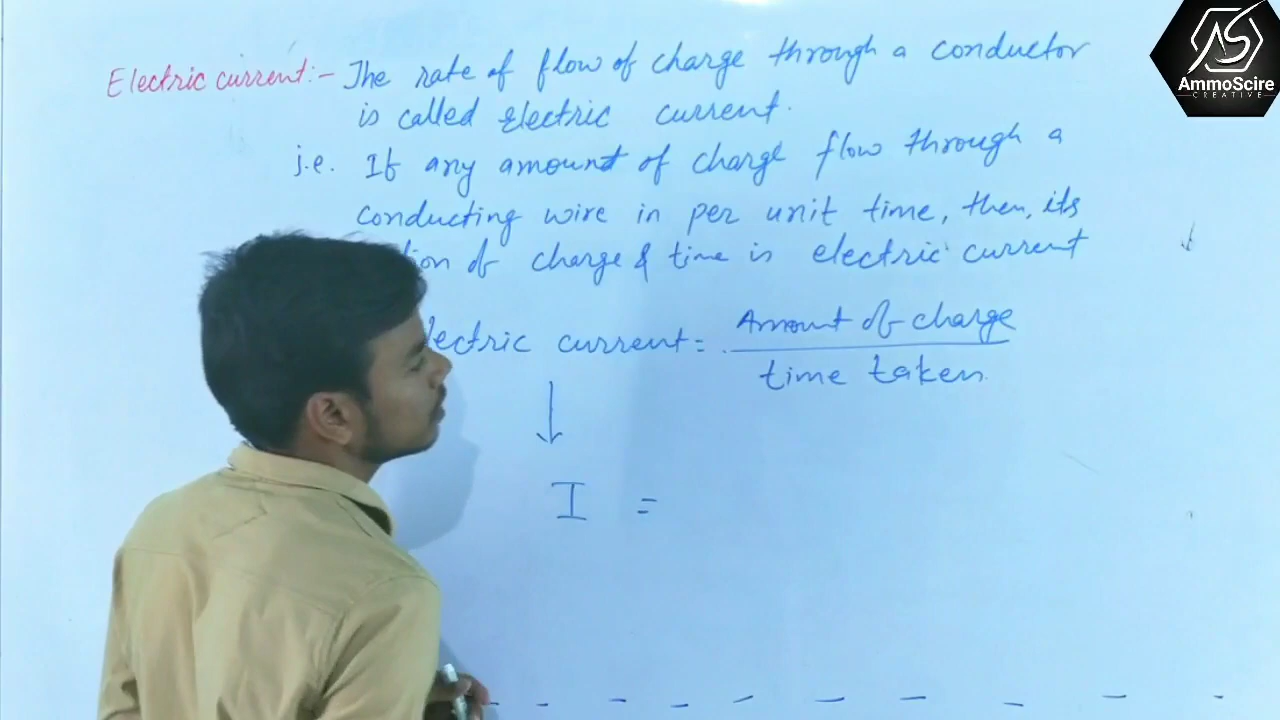 Electric current:- The rate of flow of charge through a conductor
is called electric current.
i.e. If any amount of charge flow through a
conducting wire in per unit time, then, its
of charge & time is electric current
current = Amount of charge
time taken.
I =
AS
AmmoScire
CREATIVE